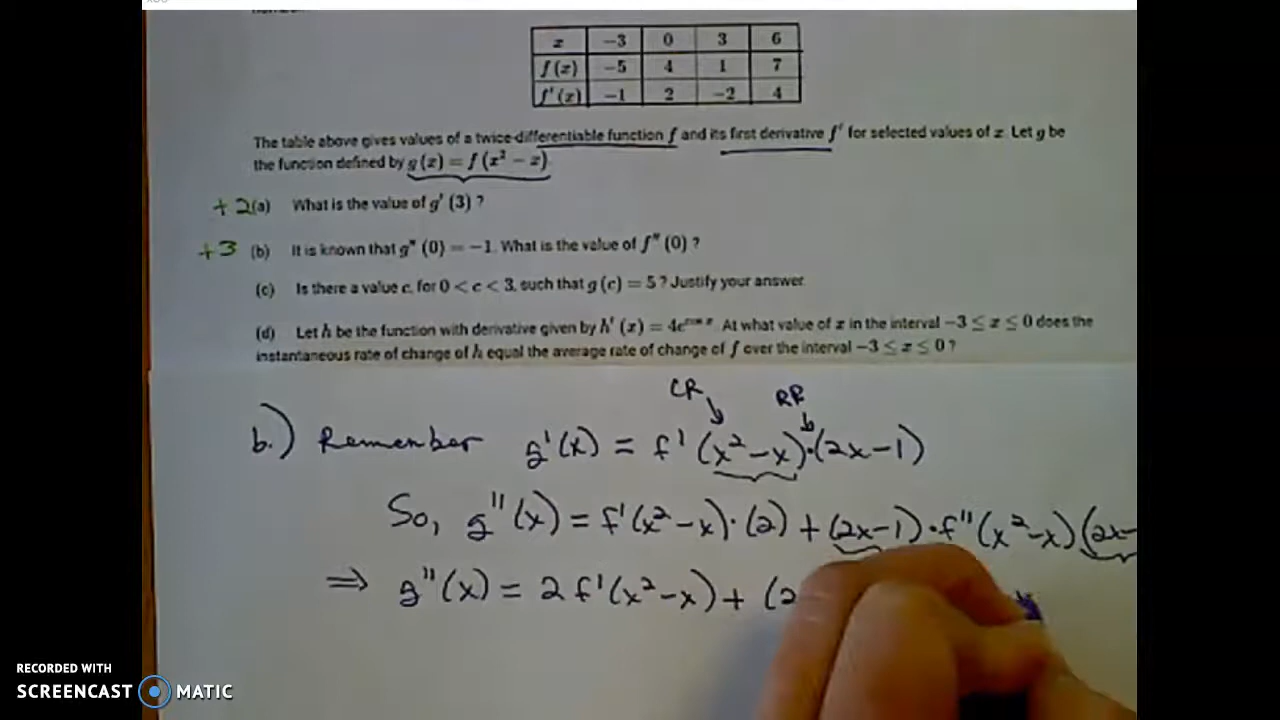 x -3 0 3 6
f(x) -5 4 1 7
f'(x) -1 2 -2 4
The table above gives values of a twice-differentiable function f and its first derivative f' for selected values of x. Let g be
the function defined by g(x) = f(x² - x).
+2 (a) What is the value of g'(3)?
+3 (b) It is known that g"(0) = -1. What is the value of f"(0)?
(c) Is there a value c, for 0 < c < 3, such that g(c) = 5? Justify your answer.
(d) Let h be the function with derivative given by h'(x) = 4e^{cos x}. At what value of x in the interval -3 ≤ x ≤ 0 does the
instantaneous rate of change of h equal the average rate of change of f over the interval -3 ≤ x ≤ 0?
CR RR
b.) Remember g'(x) = f'(x²-x)·(2x-1)
So, g"(x) = f'(x²-x)·(2) + (2x-1)·f"(x²-x)(2x-
⇒ g"(x) = 2f'(x²-x) + (2
RECORDED WITH
SCREENCAST MATIC